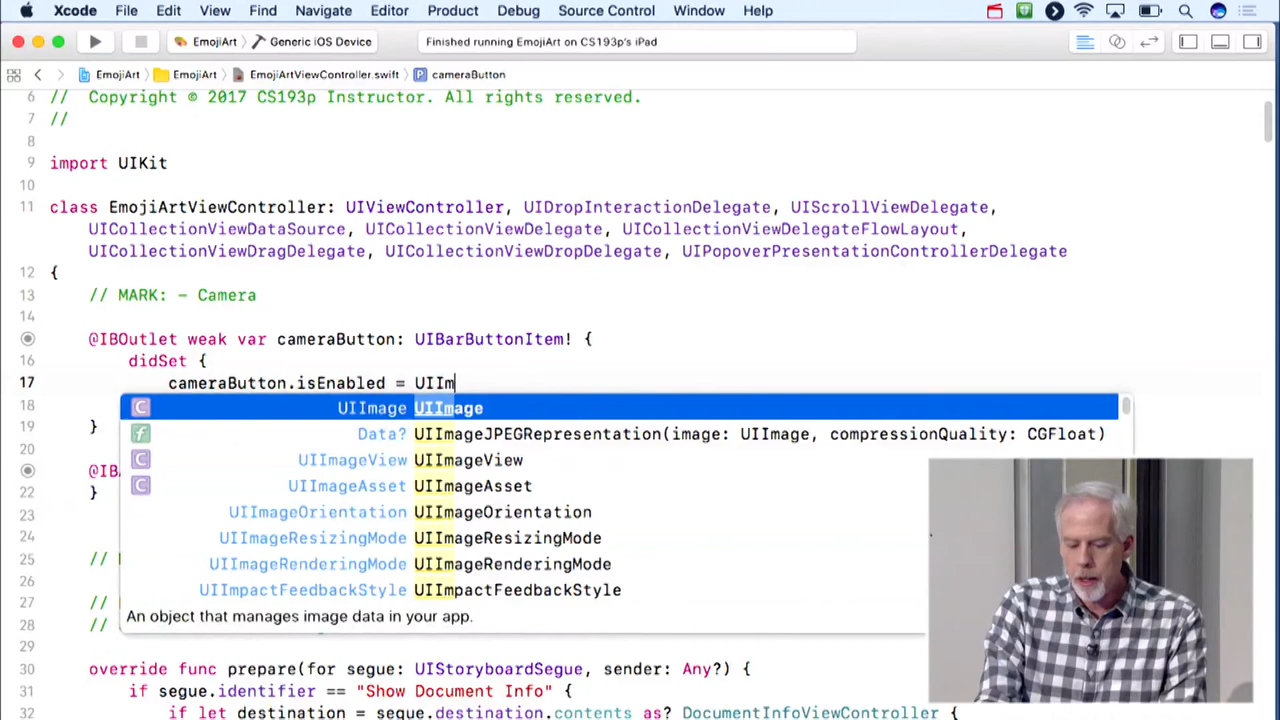 Xcode File Edit View Find Navigate Editor Product Debug Source Control Window Help
EmojiArt Generic iOS Device Finished running EmojiArt on CS193p's iPad
EmojiArt EmojiArt EmojiArtViewController.swift P cameraButton
6 // Copyright © 2017 CS193p Instructor. All rights reserved.
7 //
8
9 import UIKit
10
11 class EmojiArtViewController: UIViewController, UIDropInteractionDelegate, UIScrollViewDelegate,
UICollectionViewDataSource, UICollectionViewDelegate, UICollectionViewDelegateFlowLayout,
UICollectionViewDragDelegate, UICollectionViewDropDelegate, UIPopoverPresentationControllerDelegate
12 {
13 // MARK: - Camera
14
@IBOutlet weak var cameraButton: UIBarButtonItem! {
16 didSet {
17 cameraButton.isEnabled = UIIm
18 C UIImage UIImage
19 }
f Data? UIImageJPEGRepresentation(image: UIImage, compressionQuality: CGFloat)
20 C UIImageView UIImageView
@IB
22 } C UIImageAsset UIImageAsset
23 UIImageOrientation UIImageOrientation
24 UIImageResizingMode UIImageResizingMode
25 // UIImageRenderingMode UIImageRenderingMode
26 UIImpactFeedbackStyle UIImpactFeedbackStyle
27 //
28 // An object that manages image data in your app.
29
30 override func prepare(for segue: UIStoryboardSegue, sender: Any?) {
31 if segue.identifier == "Show Document Info" {
32 if let destination = segue.destination.contents as? DocumentInfoViewController {